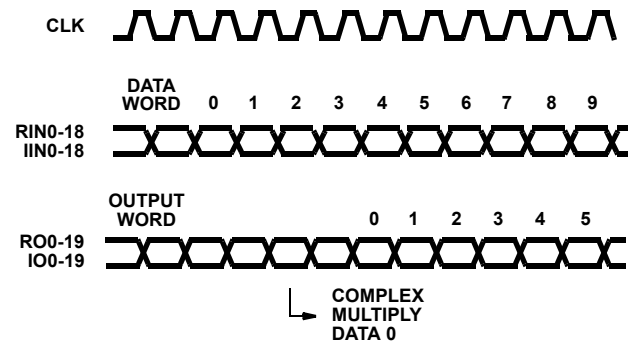 CLK
DATA
WORD 0 1 2 3 4 5 6 7 8 9
RIN0-18
IIN0-18
OUTPUT
WORD 0 1 2 3 4 5
RO0-19
IO0-19
COMPLEX
MULTIPLY
DATA 0